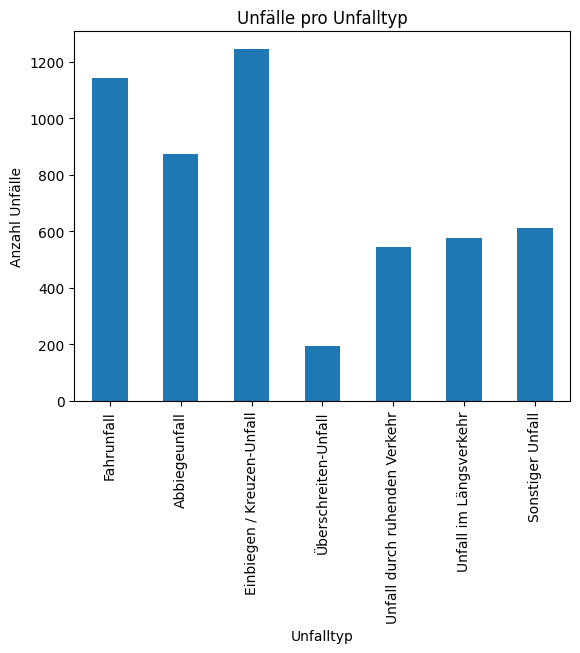 Unfälle pro Unfalltyp
Anzahl Unfälle
1200
1000
800
600
400
200
0
Fahrunfall
Abbiegeunfall
Einbiegen / Kreuzen-Unfall
Überschreiten-Unfall
Unfall durch ruhenden Verkehr
Unfall im Längsverkehr
Sonstiger Unfall
Unfalltyp